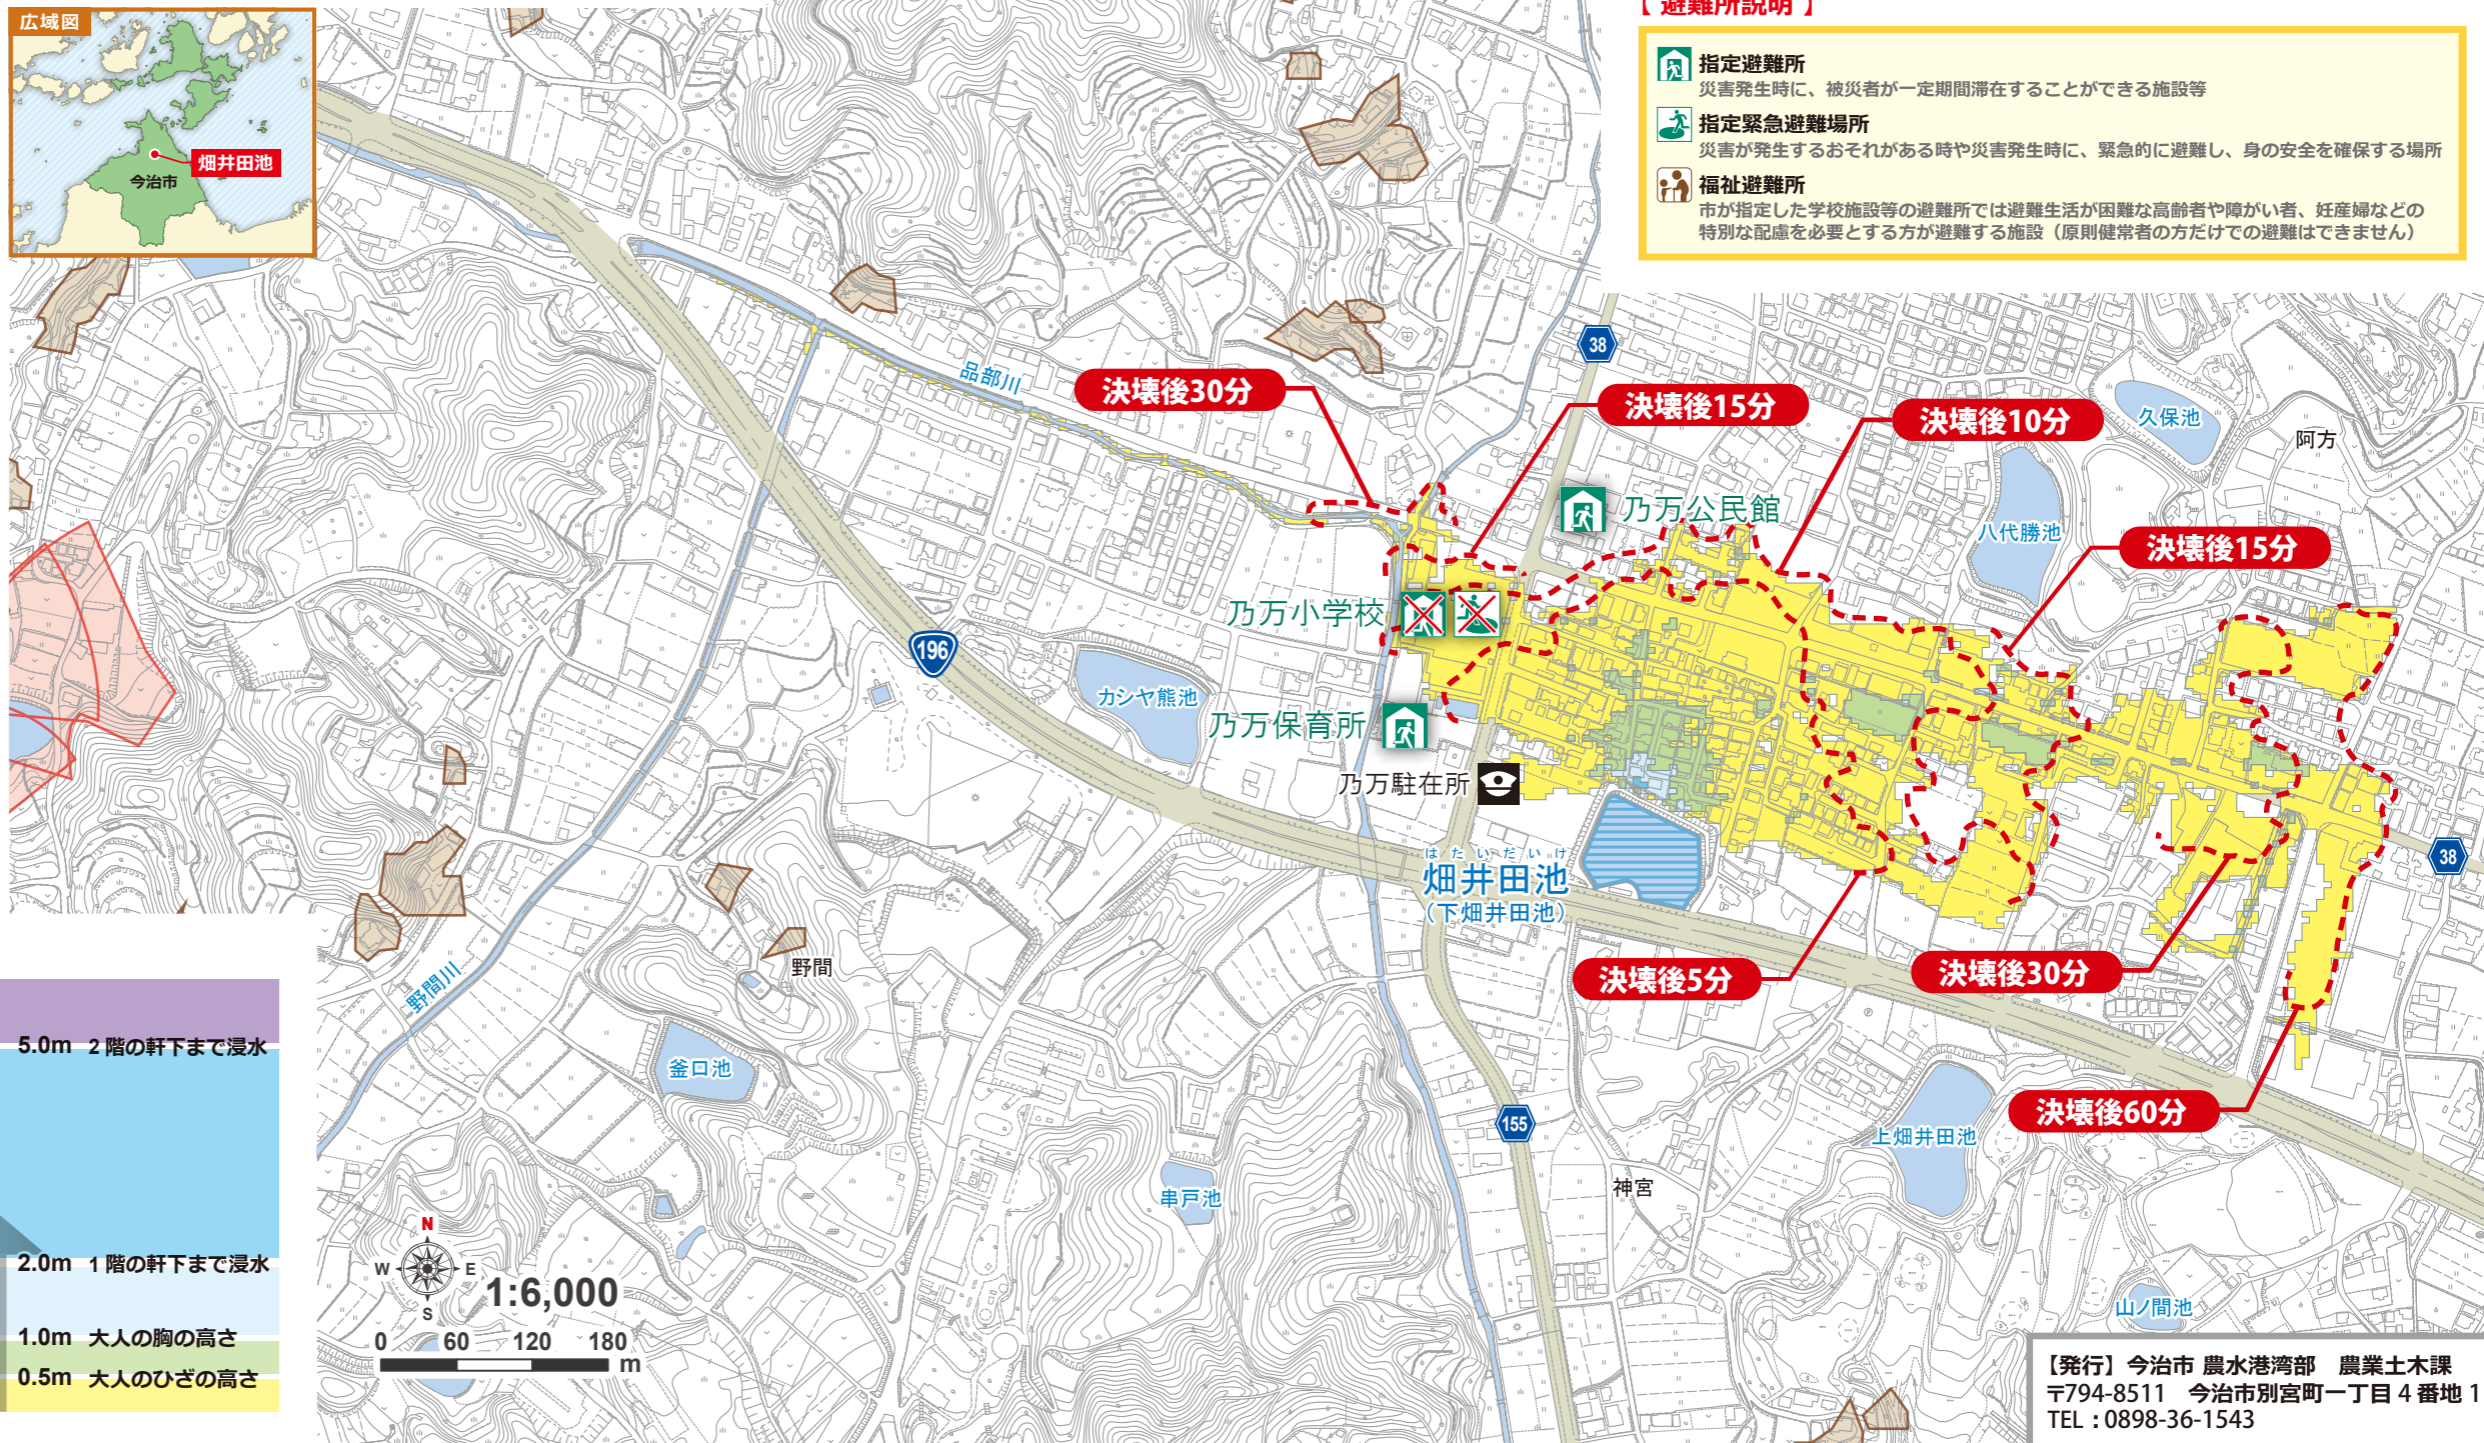 広域図
畑井田池
今治市
【 避難所説明 】
指定避難所
災害発生時に、被災者が一定期間滞在することができる施設等
指定緊急避難場所
災害が発生するおそれがある時や災害発生時に、緊急的に避難し、身の安全を確保する場所
福祉避難所
市が指定した学校施設等の避難所では避難生活が困難な高齢者や障がい者、妊産婦などの
特別な配慮を必要とする方が避難する施設（原則健常者の方だけでの避難はできません）
38
品部川
決壊後30分
決壊後15分
決壊後10分
久保池
阿方
乃万公民館
八代勝池
決壊後15分
乃万小学校
196
カシヤ熊池
乃万保育所
乃万駐在所
はたいだいけ
畑井田池
（下畑井田池）
38
野間
決壊後5分
決壊後30分
野間川
釜口池
決壊後60分
155
上畑井田池
串戸池
神宮
山ノ間池
5.0m 2階の軒下まで浸水
2.0m 1階の軒下まで浸水
1.0m 大人の胸の高さ
0.5m 大人のひざの高さ
N
W E
S
1:6,000
0 60 120 180
m
【発行】今治市 農水港湾部　農業土木課
〒794-8511　今治市別宮町一丁目 4 番地 1
TEL：0898-36-1543